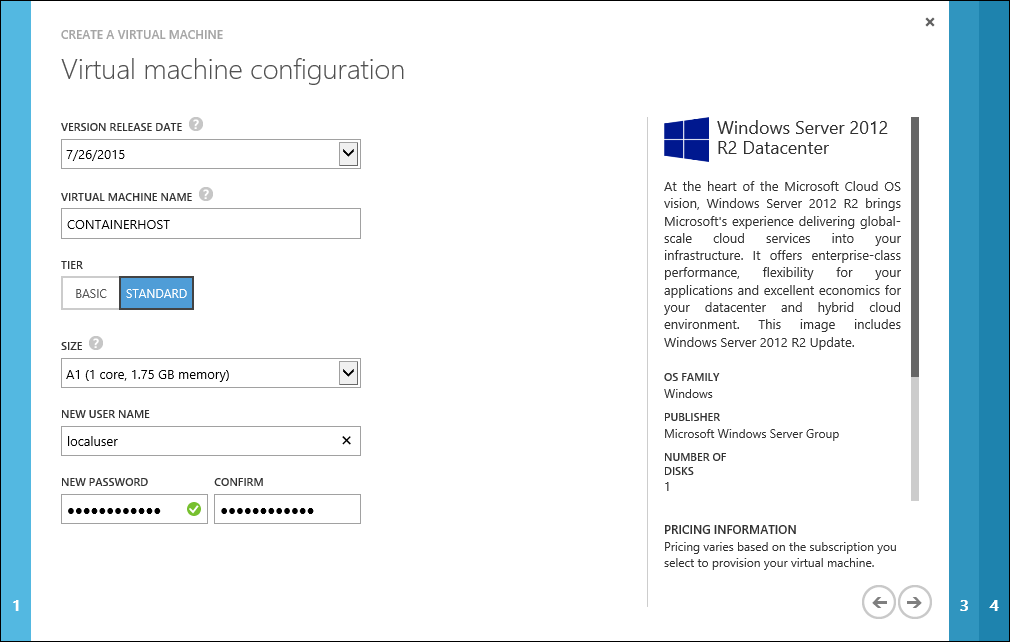 CREATE A VIRTUAL MACHINE
Virtual machine configuration
VERSION RELEASE DATE ?
7/26/2015
VIRTUAL MACHINE NAME ?
CONTAINERHOST
TIER
BASIC STANDARD
SIZE ?
A1 (1 core, 1.75 GB memory)
NEW USER NAME
localuser
NEW PASSWORD CONFIRM
●●●●●●●●●●●● ●●●●●●●●●●●●
Windows Server 2012
R2 Datacenter
At the heart of the Microsoft Cloud OS
vision, Windows Server 2012 R2 brings
Microsoft's experience delivering global-
scale cloud services into your
infrastructure. It offers enterprise-class
performance, flexibility for your
applications and excellent economics for
your datacenter and hybrid cloud
environment. This image includes
Windows Server 2012 R2 Update.
OS FAMILY
Windows
PUBLISHER
Microsoft Windows Server Group
NUMBER OF
DISKS
1
PRICING INFORMATION
Pricing varies based on the subscription you
select to provision your virtual machine.
1
3 4